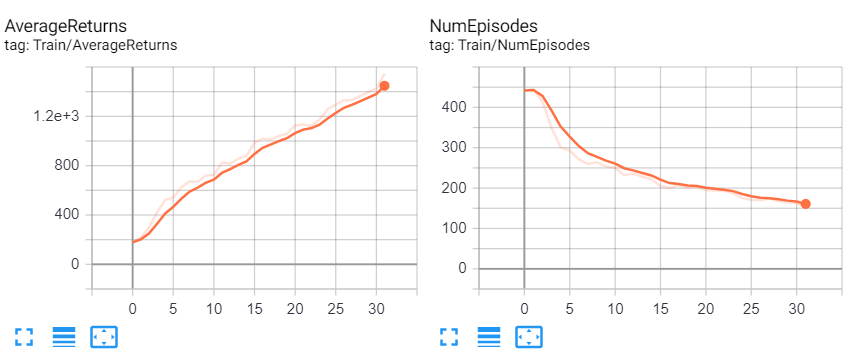 AverageReturns
tag: Train/AverageReturns
1.2e+3
800
400
0
0 5 10 15 20 25 30
NumEpisodes
tag: Train/NumEpisodes
400
300
200
100
0
0 5 10 15 20 25 30